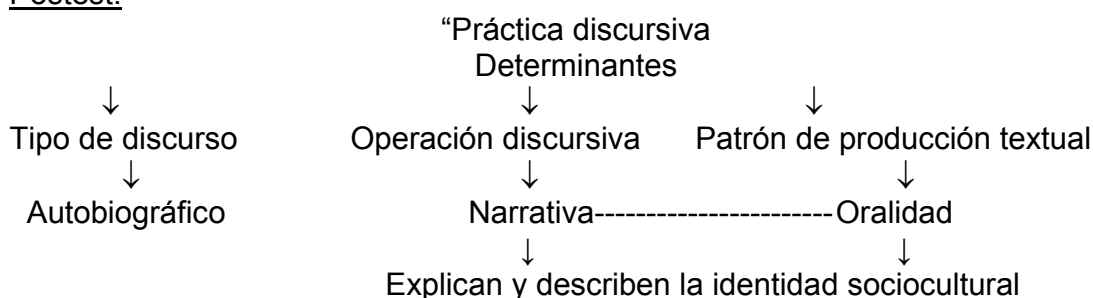 Postest:
“Práctica discursiva
Determinantes
↓ ↓ ↓
Tipo de discurso Operación discursiva Patrón de producción textual
↓ ↓ ↓
Autobiográfico Narrativa-----------------------Oralidad
↓ ↓
Explican y describen la identidad sociocultural